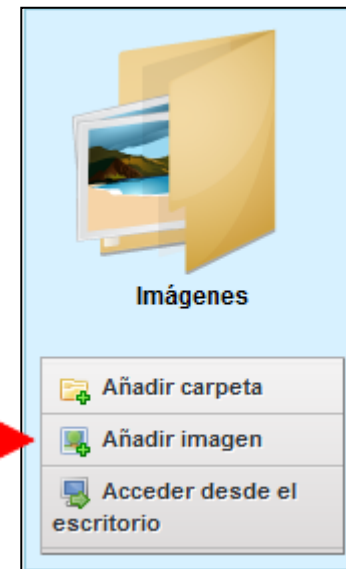 Imágenes
Añadir carpeta
Añadir imagen
Acceder desde el
escritorio